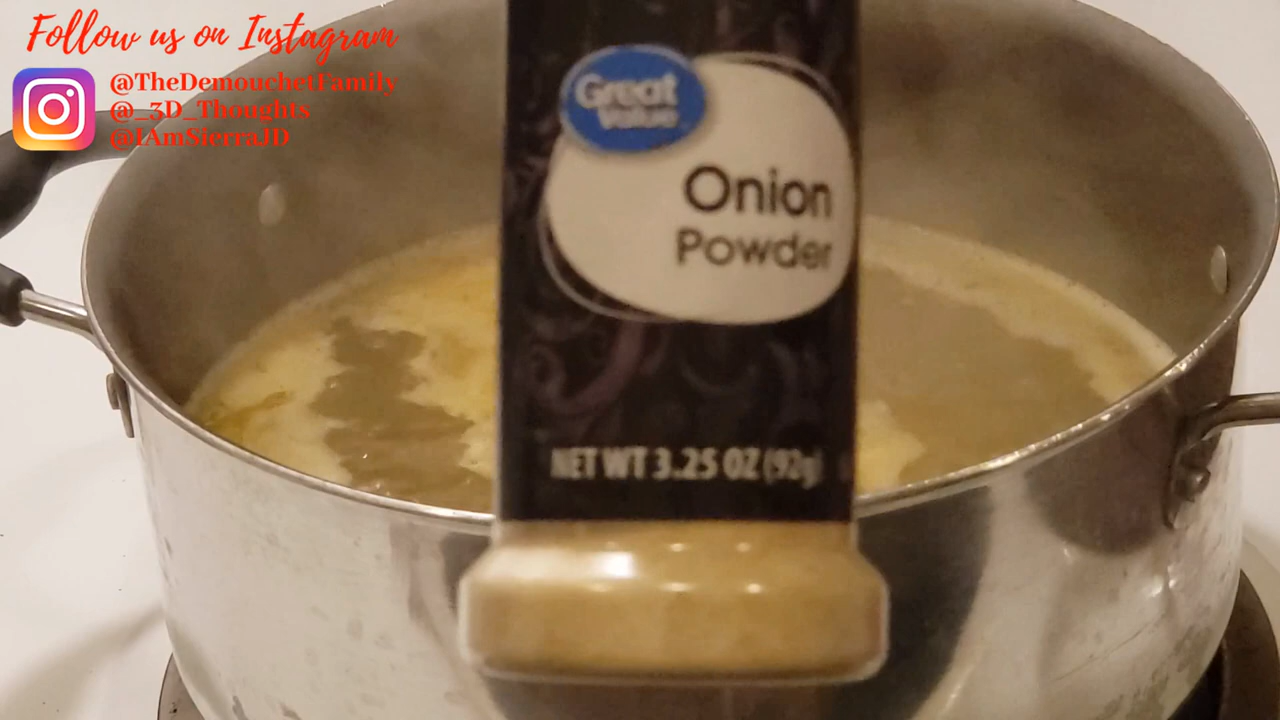 Follow us on Instagram
@TheDemouchetFamily
@_3D_Thoughts
@IAmSierraJD
Great
Value
Onion
Powder
NET WT 3.25 OZ (92g)